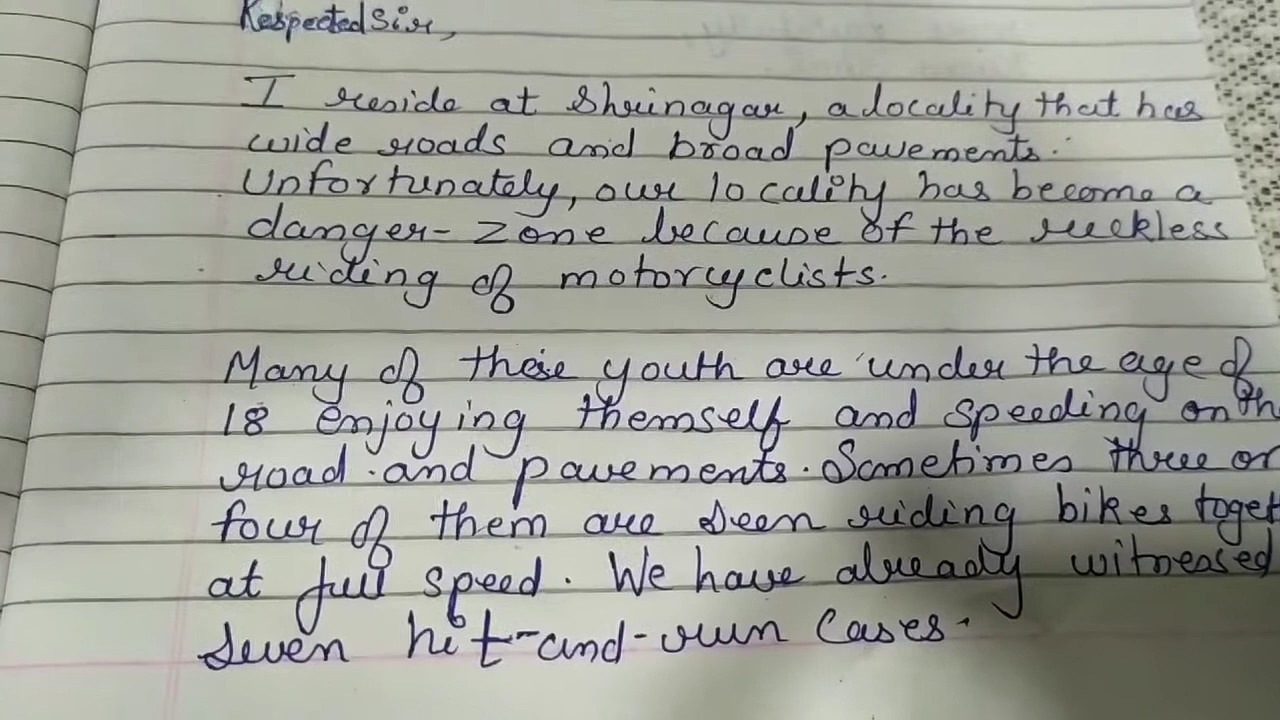 Respected Sir,
I reside at Shrinagar, a locality that has
wide roads and broad pavements.
Unfortunately, our locality has become a
danger-zone because of the reckless
riding of motorcyclists.
Many of these youth are under the age of
18 enjoying themself and speeding on th
road and pavements. Sometimes three or
four of them are seen riding bikes toget
at full speed. We have already witnessed
seven hit-and-run cases.